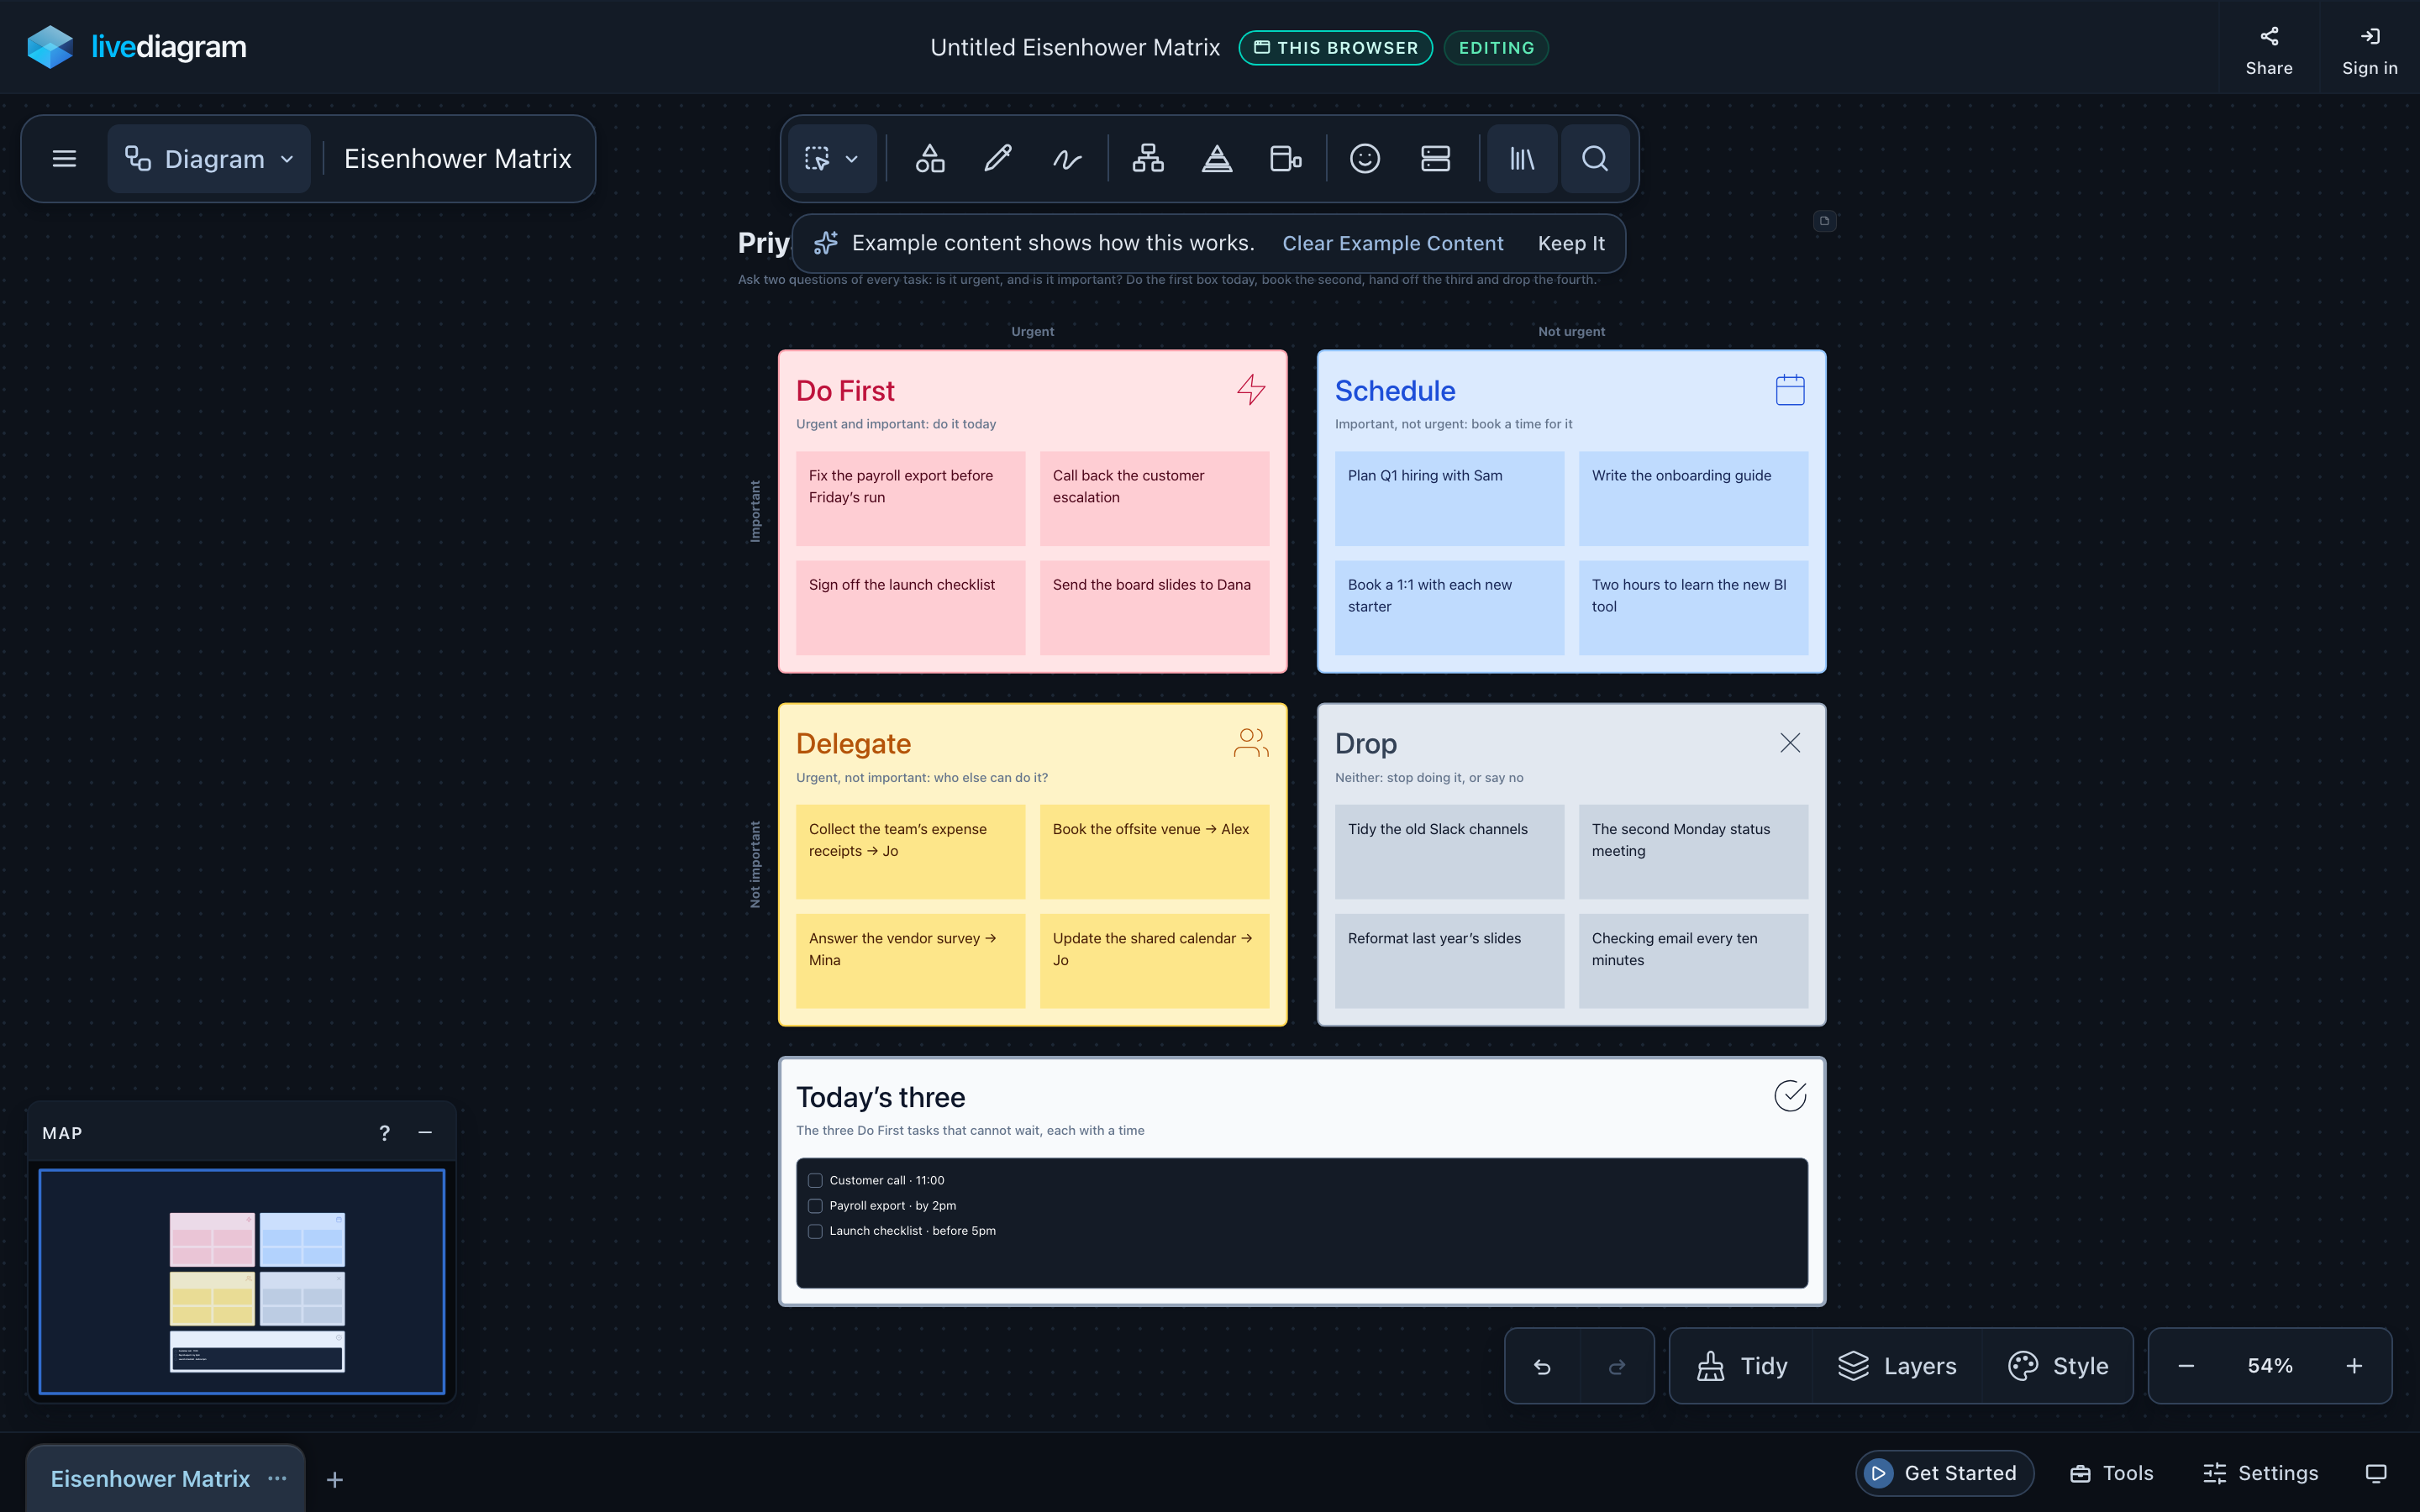 livediagram
Untitled Eisenhower Matrix
THIS BROWSER
EDITING
Share
Sign in
Diagram
Eisenhower Matrix
Example content shows how this works.
Clear Example Content
Keep It
Ask two questions of every task: is it urgent, and is it important? Do the first box today, book the second, hand off the third and drop the fourth.
Urgent
Not urgent
Important
Do First
Urgent and important: do it today
Fix the payroll export before
Friday’s run
Call back the customer
escalation
Sign off the launch checklist
Send the board slides to Dana
Schedule
Important, not urgent: book a time for it
Plan Q1 hiring with Sam
Write the onboarding guide
Book a 1:1 with each new
starter
Two hours to learn the new BI
tool
Not important
Delegate
Urgent, not important: who else can do it?
Collect the team’s expense
receipts → Jo
Book the offsite venue → Alex
Answer the vendor survey →
Mina
Update the shared calendar →
Jo
Drop
Neither: stop doing it, or say no
Tidy the old Slack channels
The second Monday status
meeting
Reformat last year’s slides
Checking email every ten
minutes
Today’s three
The three Do First tasks that cannot wait, each with a time
Customer call · 11:00
Payroll export · by 2pm
Launch checklist · before 5pm
MAP
?
Tidy
Layers
Style
54%
Eisenhower Matrix
Get Started
Tools
Settings